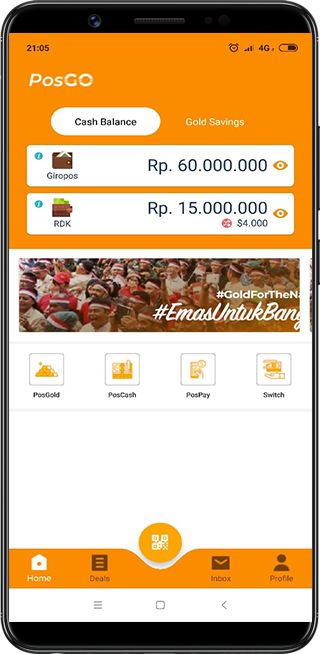 21:05
4G
PosGO
Cash Balance
Gold Savings
Giropos
Rp. 60.000.000
RDK
Rp. 15.000.000
$4.000
#GoldForTheNa
#EmasUntukBang
PosGold
PosCash
PosPay
Switch
Home
Deals
Inbox
Profile